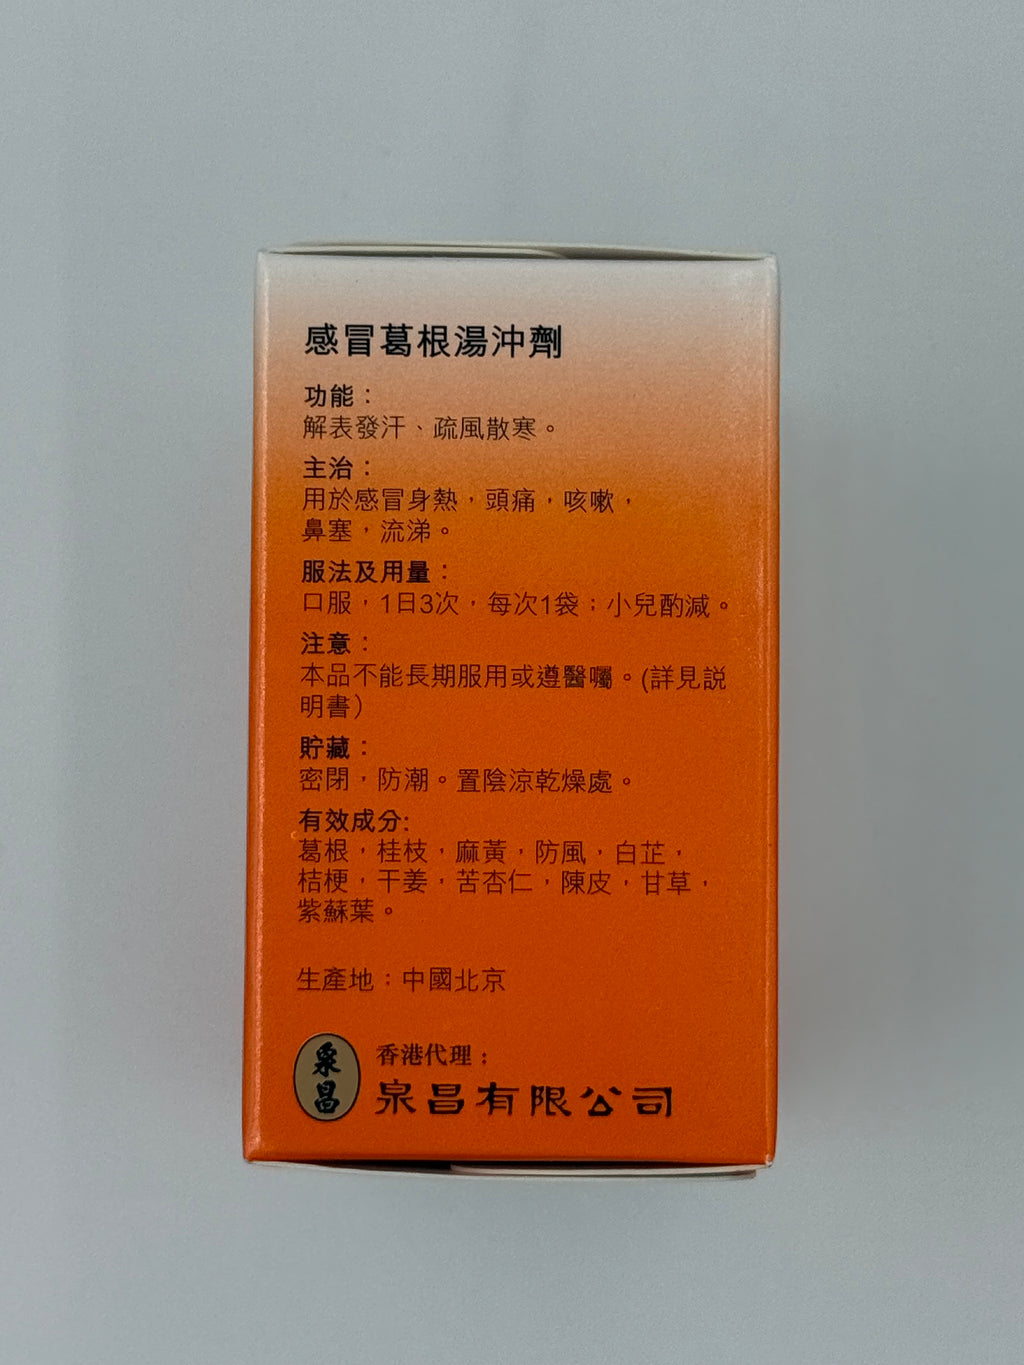 感冒葛根湯沖劑
功能：
解表發汗、疏風散寒。
主治：
用於感冒身熱，頭痛，咳嗽，
鼻塞，流涕。
服法及用量：
口服，1日3次，每次1袋；小兒酌減。
注意：
本品不能長期服用或遵醫囑。(詳見説
明書）
貯藏：
密閉，防潮。置陰涼乾燥處。
有效成分:
葛根，桂枝，麻黃，防風，白芷，
桔梗，干姜，苦杏仁，陳皮，甘草，
紫蘇葉。
生產地：中國北京
泉昌
香港代理：
泉昌有限公司